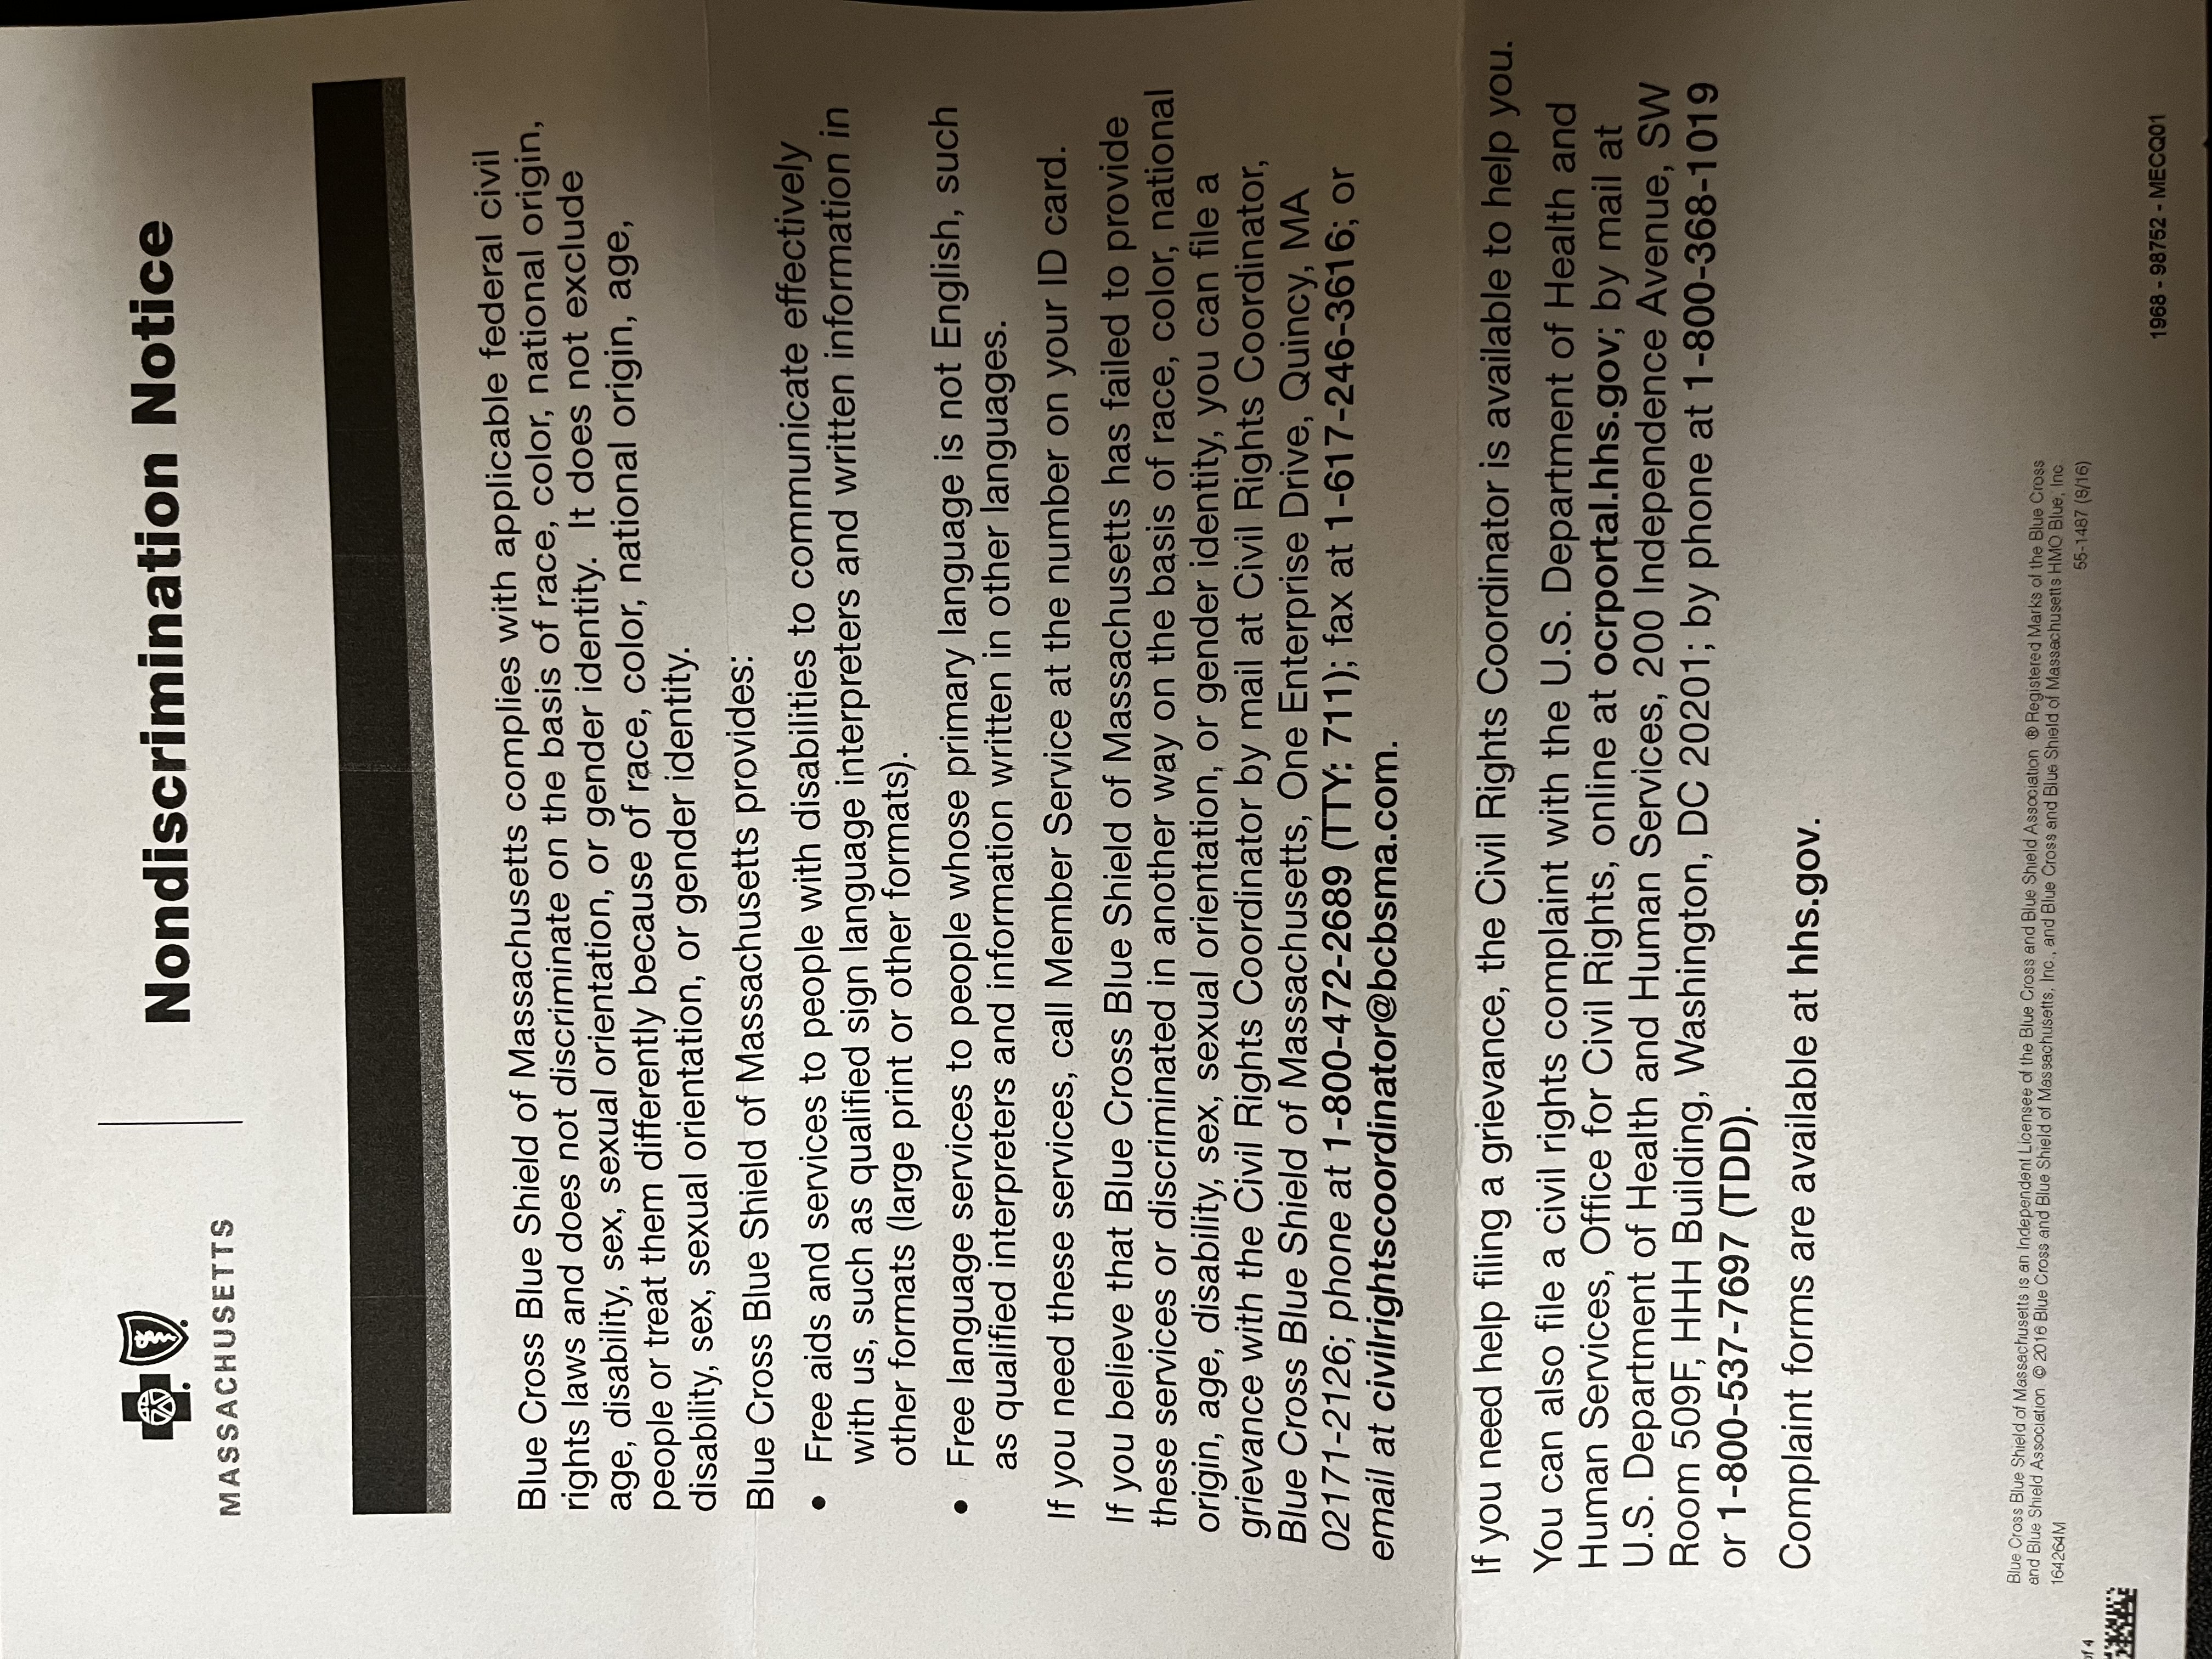 MASSACHUSETTS
Nondiscrimination Notice
Blue Cross Blue Shield of Massachusetts complies with applicable federal civil
rights laws and does not discriminate on the basis of race, color, national origin,
age, disability, sex, sexual orientation, or gender identity. It does not exclude
people or treat them differently because of race, color, national origin, age,
disability, sex, sexual orientation, or gender identity.
Blue Cross Blue Shield of Massachusetts provides:
• Free aids and services to people with disabilities to communicate effectively
with us, such as qualified sign language interpreters and written information in
other formats (large print or other formats).
• Free language services to people whose primary language is not English, such
as qualified interpreters and information written in other languages.
If you need these services, call Member Service at the number on your ID card.
If you believe that Blue Cross Blue Shield of Massachusetts has failed to provide
these services or discriminated in another way on the basis of race, color, national
origin, age, disability, sex, sexual orientation, or gender identity, you can file a
grievance with the Civil Rights Coordinator by mail at Civil Rights Coordinator,
Blue Cross Blue Shield of Massachusetts, One Enterprise Drive, Quincy, MA
02171-2126; phone at 1-800-472-2689 (TTY: 711); fax at 1-617-246-3616; or
email at civilrightscoordinator@bcbsma.com.
If you need help filing a grievance, the Civil Rights Coordinator is available to help you.
You can also file a civil rights complaint with the U.S. Department of Health and
Human Services, Office for Civil Rights, online at ocrportal.hhs.gov; by mail at
U.S. Department of Health and Human Services, 200 Independence Avenue, SW
Room 509F, HHH Building, Washington, DC 20201; by phone at 1-800-368-1019
or 1-800-537-7697 (TDD).
Complaint forms are available at hhs.gov.
Blue Cross Blue Shield of Massachusetts is an Independent Licensee of the Blue Cross and Blue Shield Association. ® Registered Marks of the Blue Cross
and Blue Shield Association. © 2016 Blue Cross and Blue Shield of Massachusetts, Inc., and Blue Cross and Blue Shield of Massachusetts HMO Blue, Inc.
164264M
55-1487 (8/16)
of 4
1968 - 98752 - MECQ01